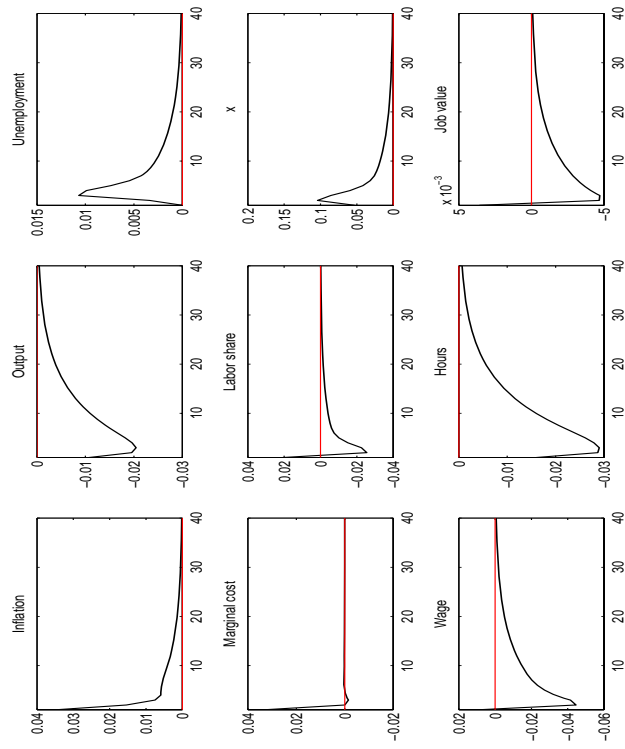 Inflation
0.04
0.03
0.02
0.01
0
10 20 30 40
Output
0
−0.01
−0.02
−0.03
10 20 30 40
Unemployment
0.015
0.010
0.005
0
10 20 30 40
Marginal cost
0.04
0.02
0
−0.02
10 20 30 40
Labor share
0.04
0.02
0
−0.02
−0.04
10 20 30 40
x
0.2
0.15
0.1
0.05
0
10 20 30 40
Wage
0.02
0
−0.02
−0.04
−0.06
10 20 30 40
Hours
0
−0.01
−0.02
−0.03
10 20 30 40
Job value
x 10⁻³
5
0
−5
10 20 30 40